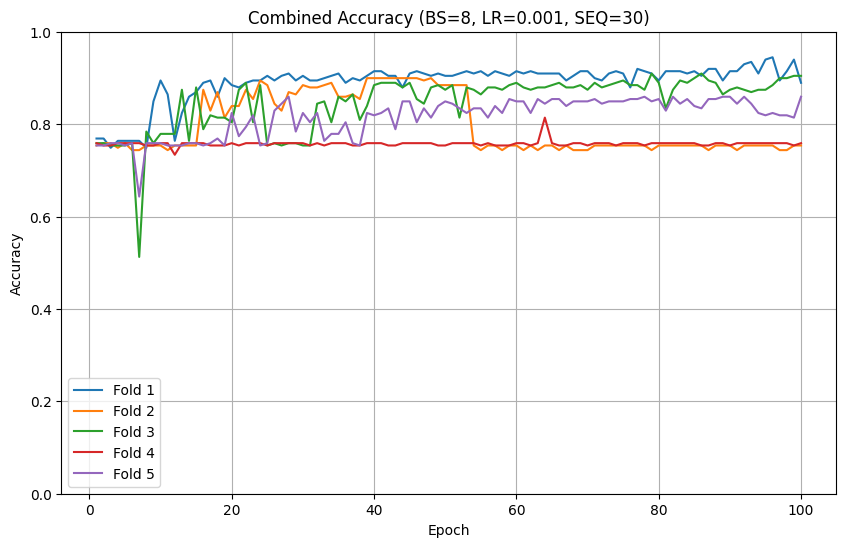 Combined Accuracy (BS=8, LR=0.001, SEQ=30)
1.0
0.8
0.6
0.4
0.2
0.0
Accuracy
Fold 1
Fold 2
Fold 3
Fold 4
Fold 5
0 20 40 60 80 100
Epoch